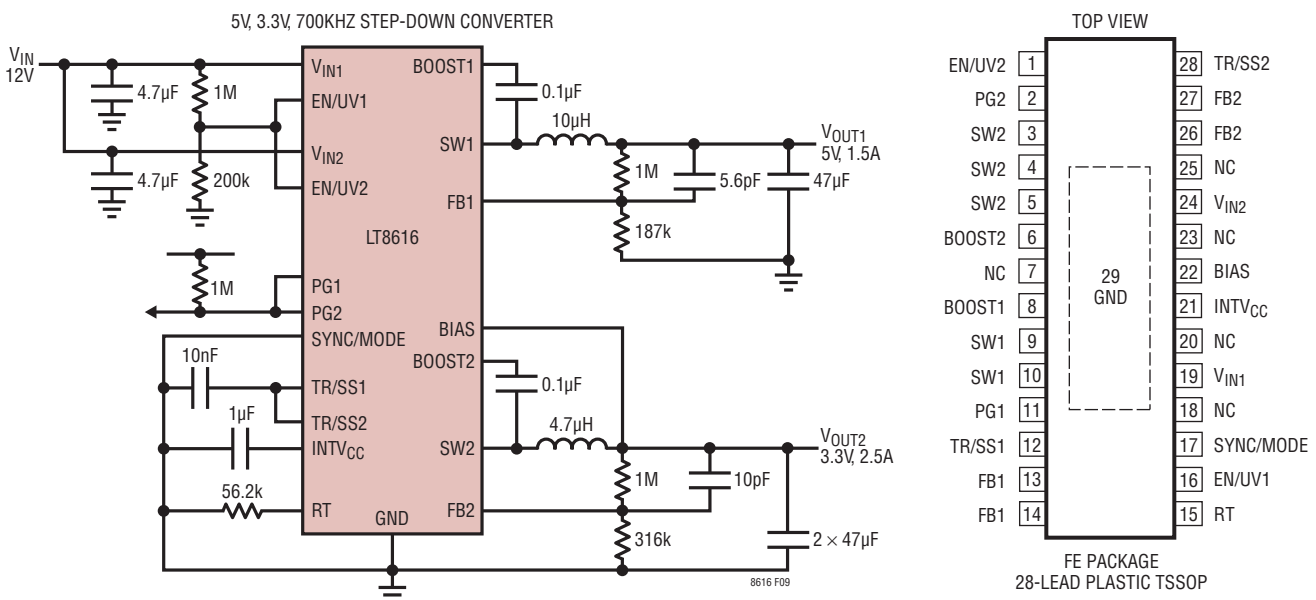 5V, 3.3V, 700KHZ STEP-DOWN CONVERTER
VIN
12V
4.7µF
1M
4.7µF
200k
1M
10nF
1µF
56.2k
VIN1
EN/UV1
VIN2
EN/UV2
LT8616
PG1
PG2
SYNC/MODE
TR/SS1
TR/SS2
INTVCC
RT
GND
BOOST1
SW1
FB1
BIAS
BOOST2
SW2
FB2
0.1µF
10µH
VOUT1
5V, 1.5A
1M
5.6pF
47µF
187k
0.1µF
4.7µH
VOUT2
3.3V, 2.5A
1M
10pF
316k
2 × 47µF
8616 F09
TOP VIEW
EN/UV2 1
PG2 2
SW2 3
SW2 4
SW2 5
BOOST2 6
NC 7
BOOST1 8
SW1 9
SW1 10
PG1 11
TR/SS1 12
FB1 13
FB1 14
29
GND
28 TR/SS2
27 FB2
26 FB2
25 NC
24 VIN2
23 NC
22 BIAS
21 INTVCC
20 NC
19 VIN1
18 NC
17 SYNC/MODE
16 EN/UV1
15 RT
FE PACKAGE
28-LEAD PLASTIC TSSOP